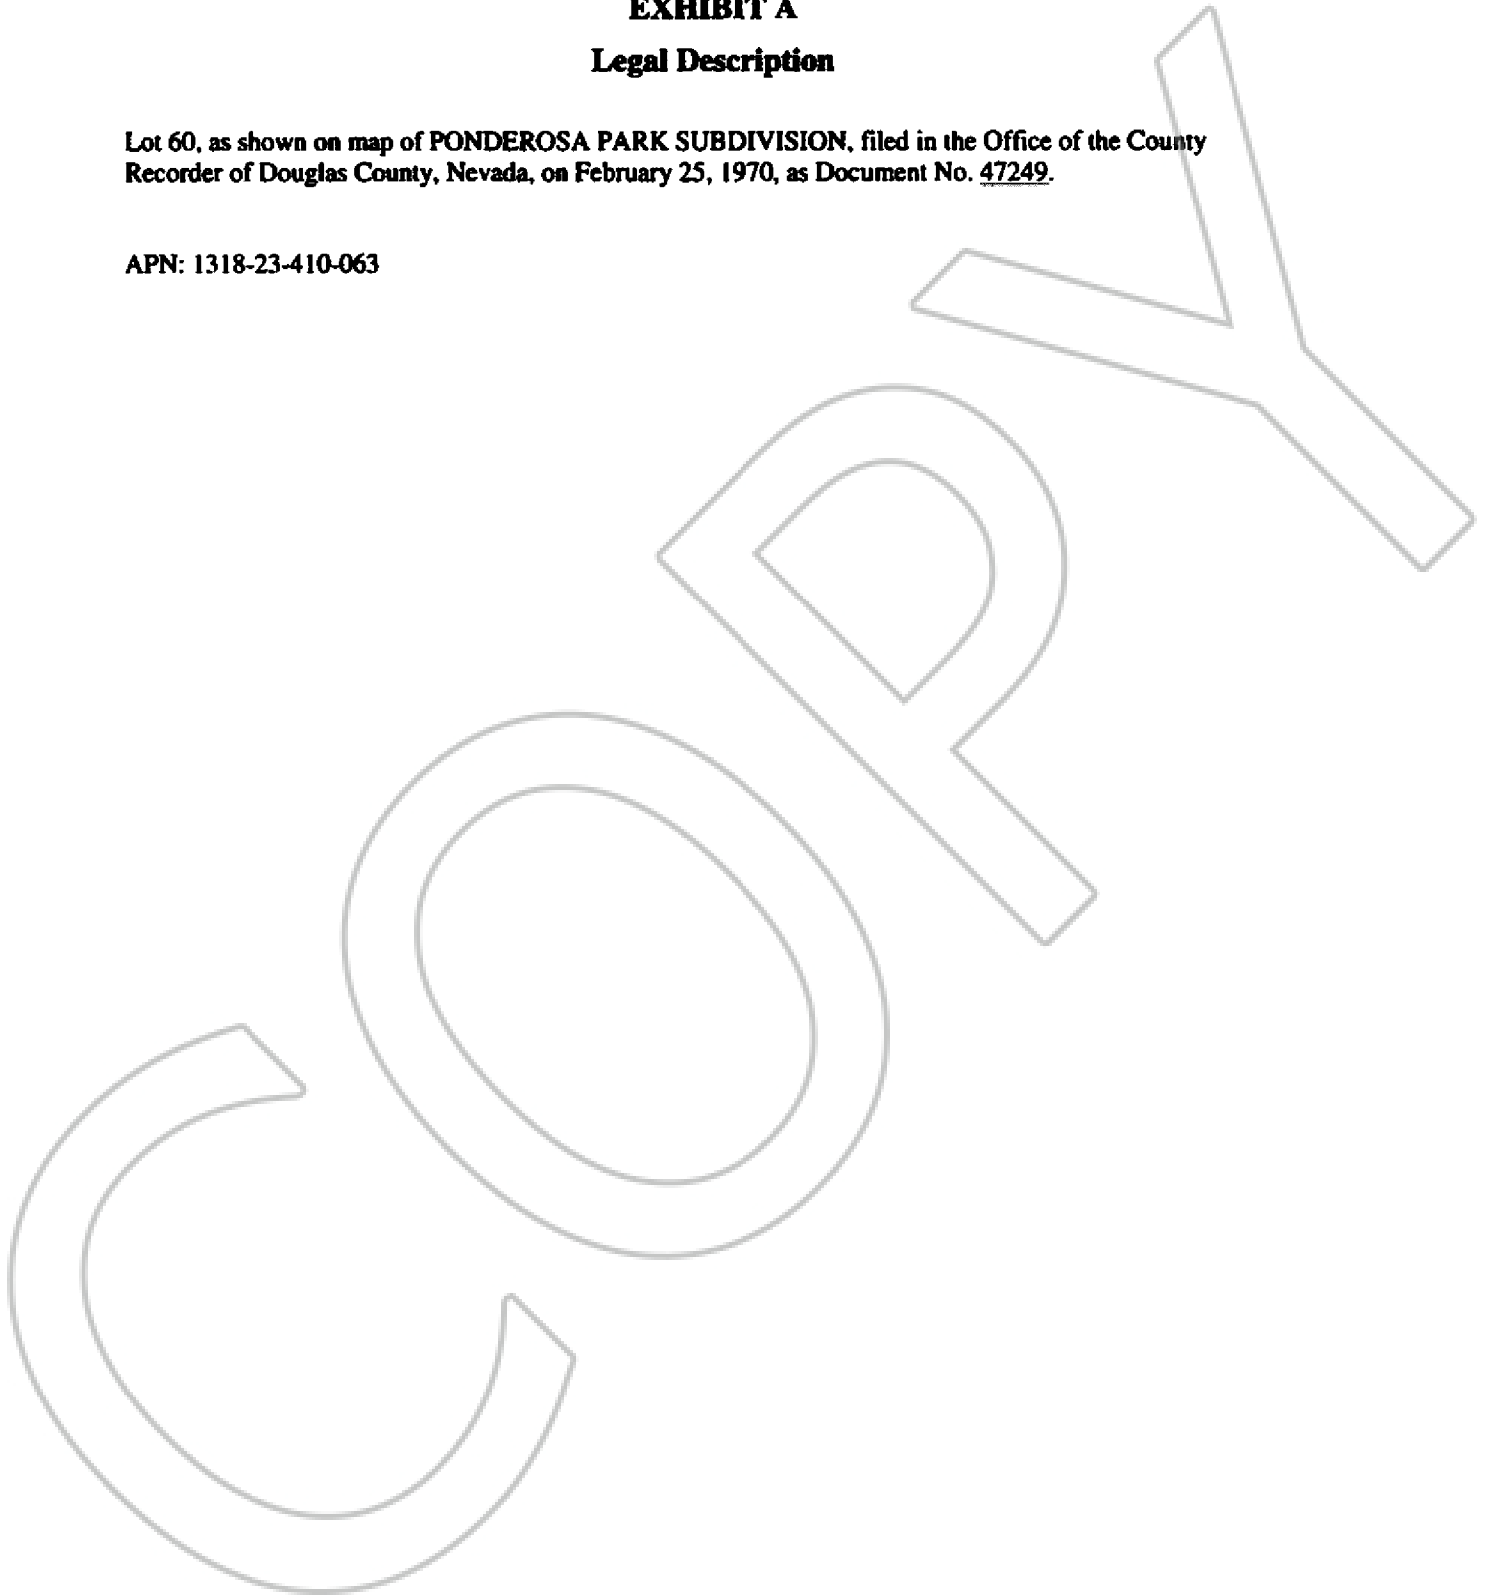 EXHIBIT A
Legal Description
Lot 60, as shown on map of PONDEROSA PARK SUBDIVISION, filed in the Office of the County
Recorder of Douglas County, Nevada, on February 25, 1970, as Document No. 47249.
APN: 1318-23-410-063
COPY